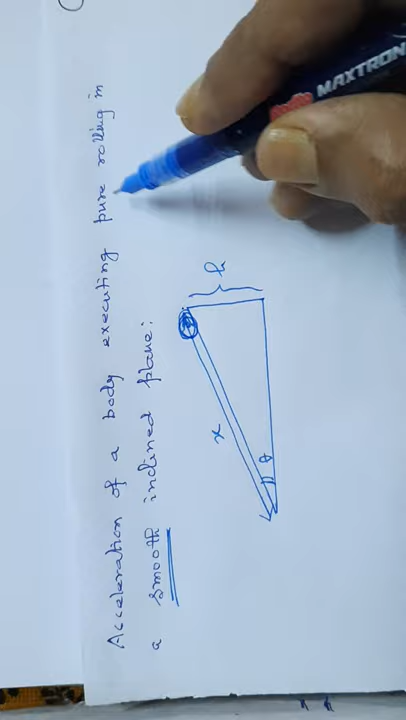 Acceleration of a body executing pure rolling in
a smooth inclined plane:
h
x
θ
MAXTRON